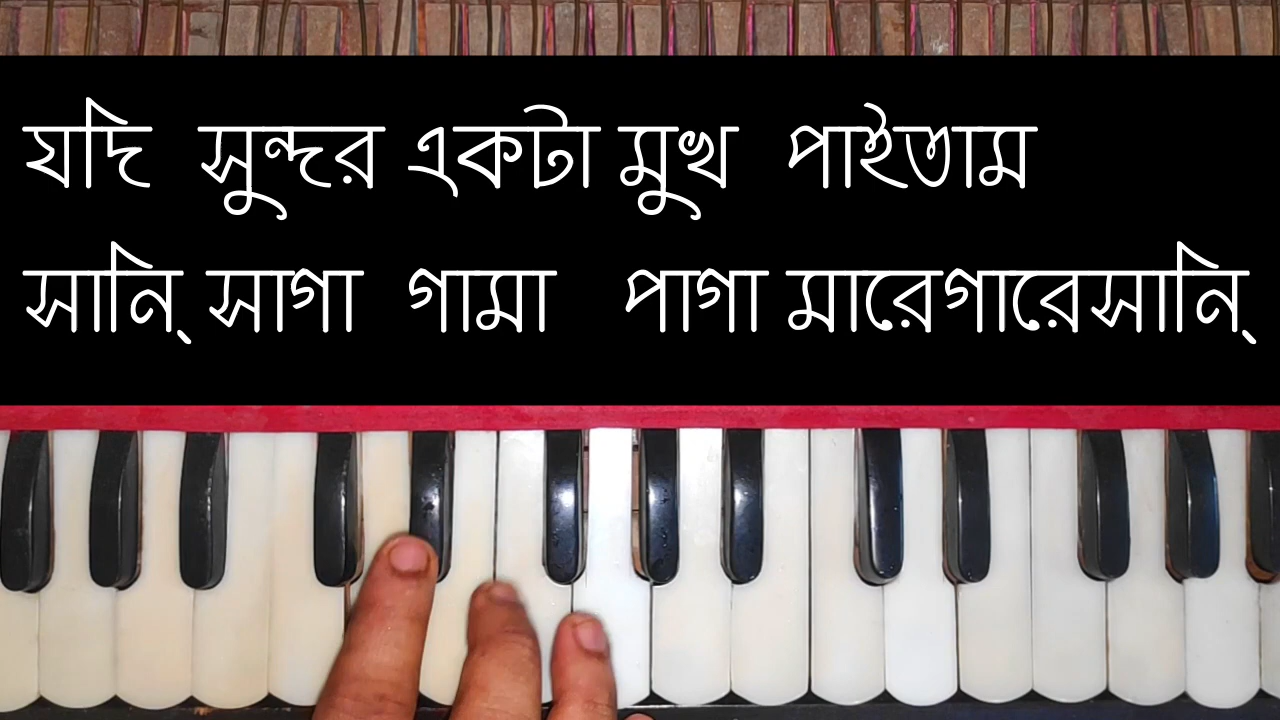 যদি সুন্দর একটা মুখ পাইতাম
সানি্ সাগা গামা পাগা মারেগারেসানি্